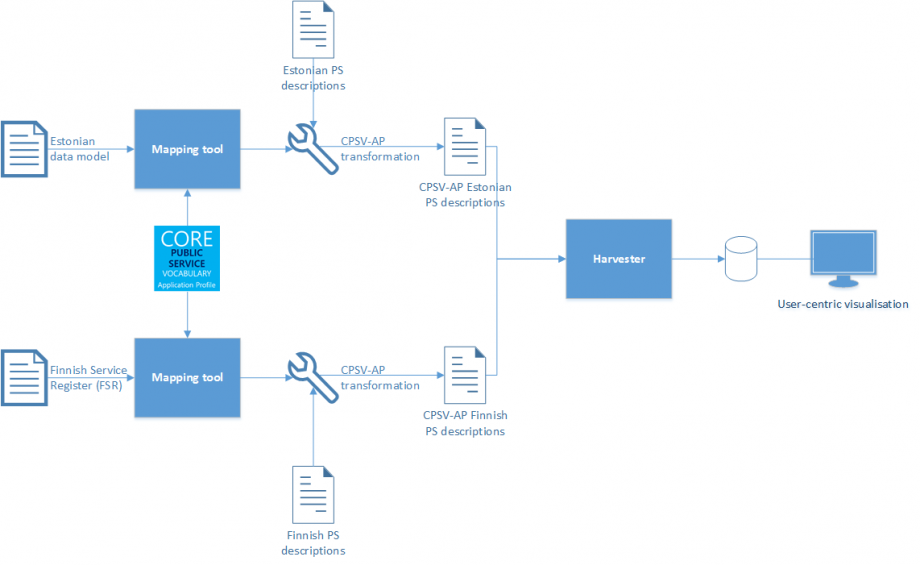 Estonian PS
descriptions
Estonian
data model
Mapping tool
CPSV-AP
transformation
CPSV-AP Estonian
PS descriptions
CORE
PUBLIC
SERVICE
VOCABULARY
Application Profile
Harvester
User-centric visualisation
Finnish Service
Register (FSR)
Mapping tool
CPSV-AP
transformation
CPSV-AP Finnish
PS descriptions
Finnish PS
descriptions